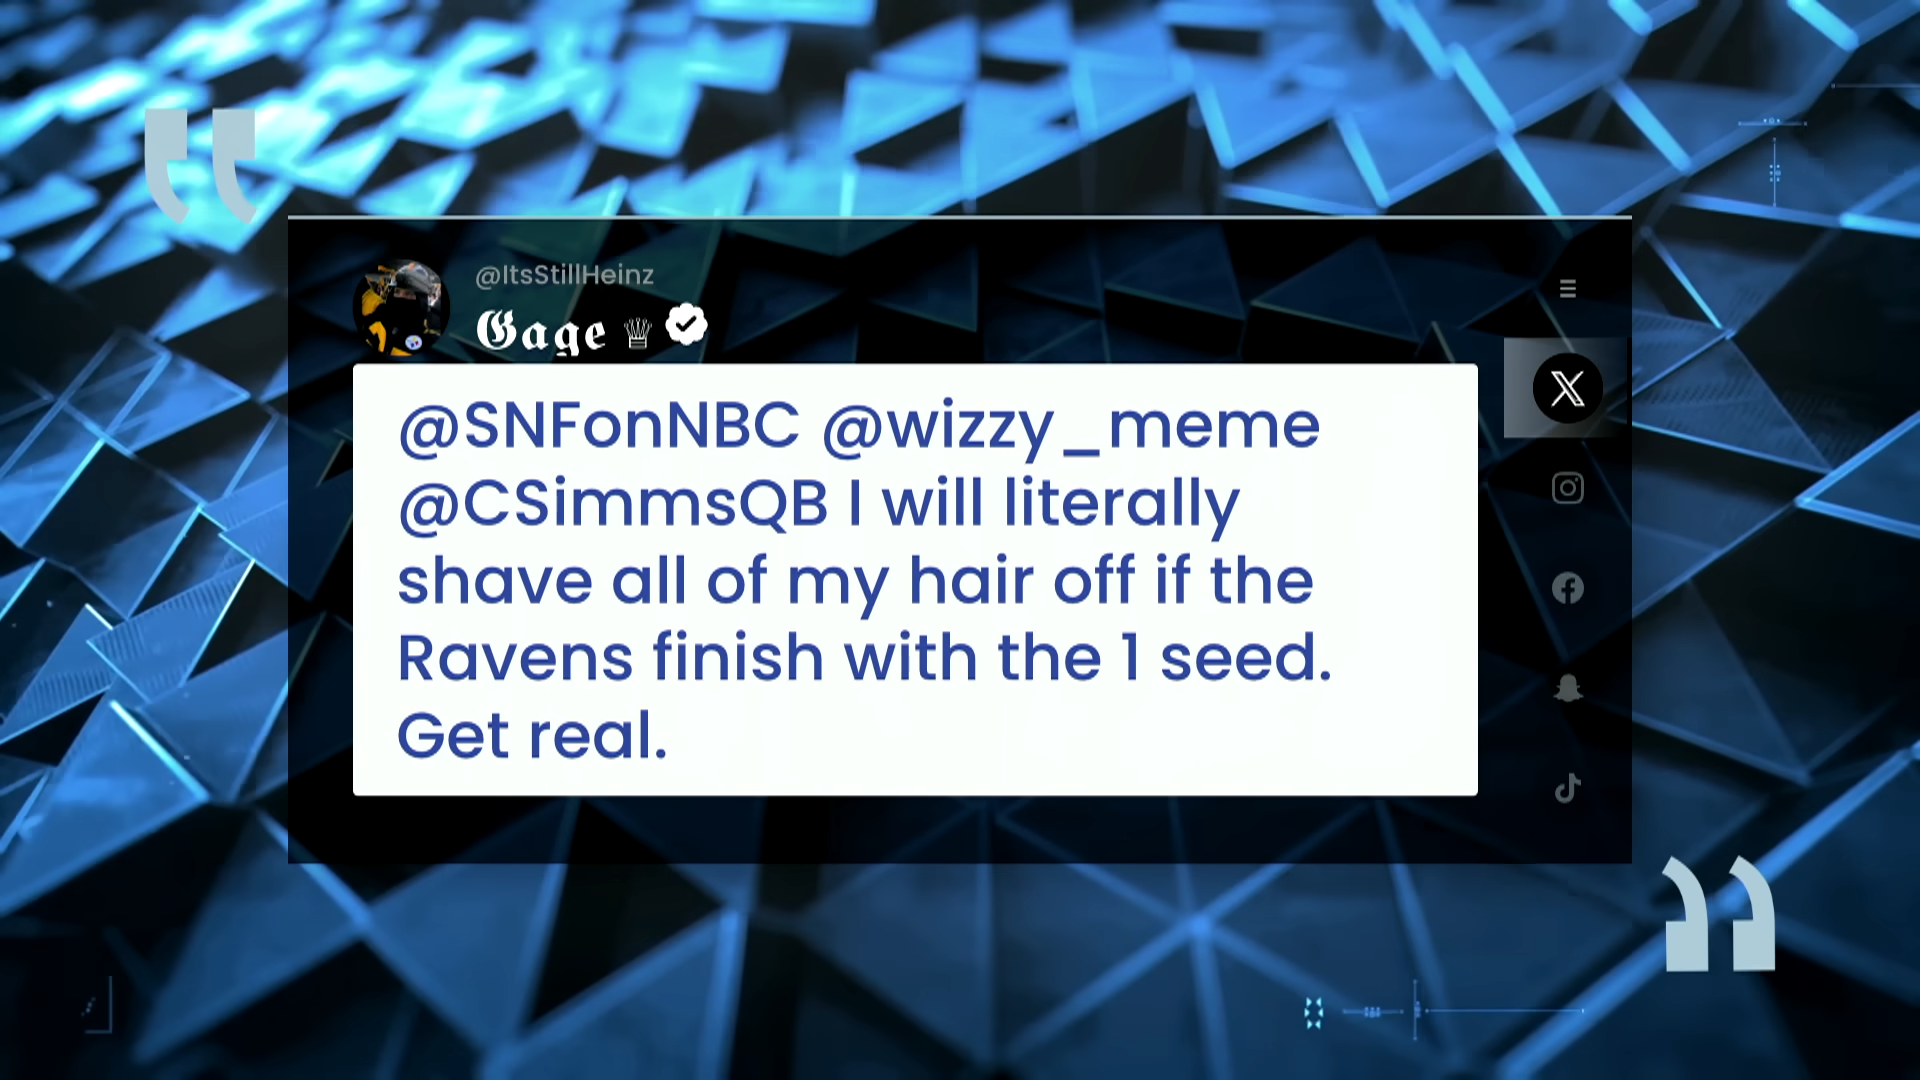 @ItsStillHeinz
𝕲𝖆𝖌𝖊 ♕
@SNFonNBC @wizzy_meme
@CSimmsQB I will literally
shave all of my hair off if the
Ravens finish with the 1 seed.
Get real.